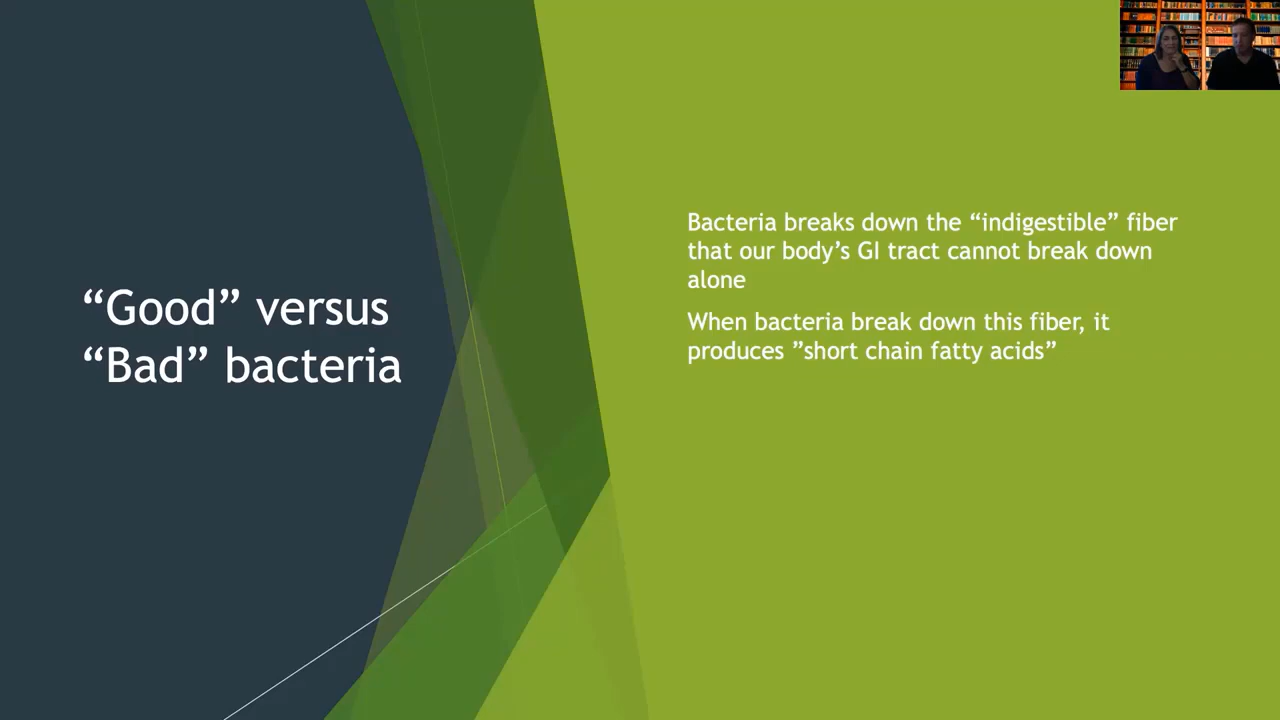 “Good” versus
“Bad” bacteria
Bacteria breaks down the “indigestible” fiber
that our body’s GI tract cannot break down
alone
When bacteria break down this fiber, it
produces ”short chain fatty acids”